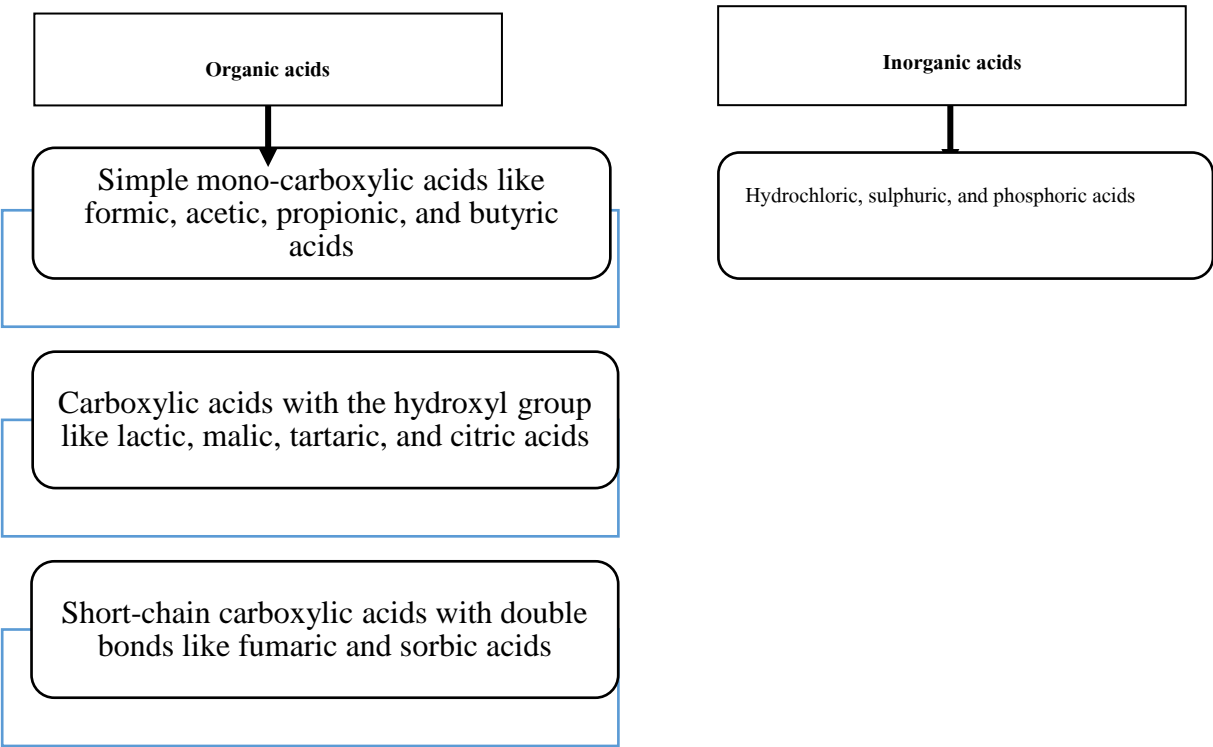 Organic acids
Simple mono-carboxylic acids like
formic, acetic, propionic, and butyric
acids
Carboxylic acids with the hydroxyl group
like lactic, malic, tartaric, and citric acids
Short-chain carboxylic acids with double
bonds like fumaric and sorbic acids
Inorganic acids
Hydrochloric, sulphuric, and phosphoric acids